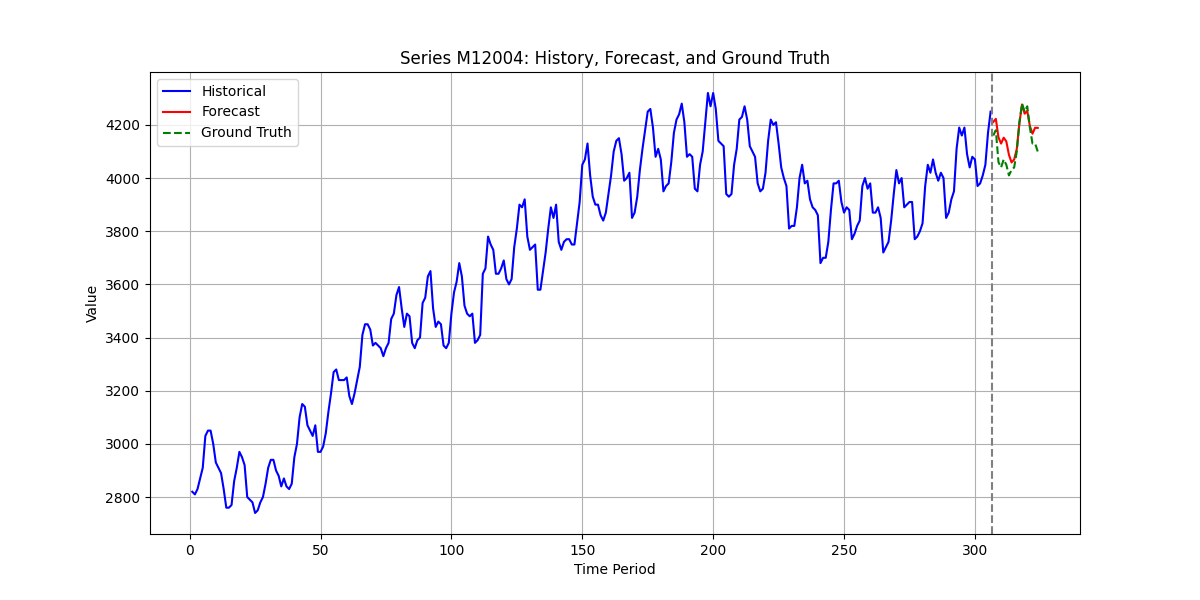 Series M12004: History, Forecast, and Ground Truth
Historical
Forecast
Ground Truth
Value
4200
4000
3800
3600
3400
3200
3000
2800
0 50 100 150 200 250 300
Time Period